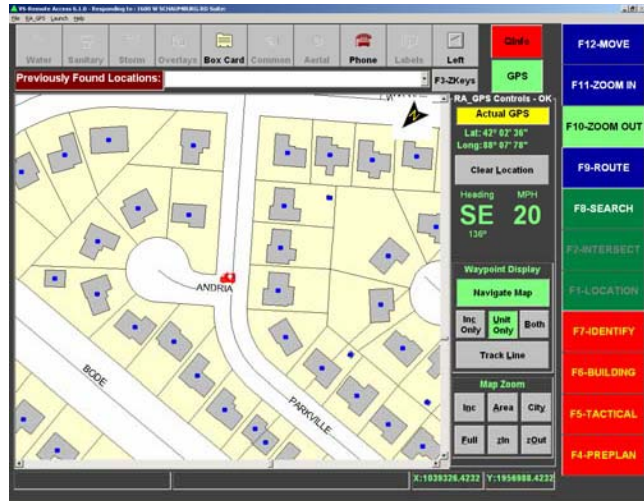 FS-Remote Access 6.1.0 - Responding to : 1600 W SCHAUMBURG RD Suite:
File RA_GPS Launch Help
Water Sanitary Storm Overlays Box Card Common Aerial Phone Labels Left
QInfo
F12-MOVE
Previously Found Locations:
F3-ZKeys
GPS
F11-ZOOM IN
RA_GPS Controls - OK
Actual GPS
F10-ZOOM OUT
Lat: 42° 02' 36"
Long: 88° 07' 78"
Clear Location
F9-ROUTE
Heading MPH
SE 20
136°
F8-SEARCH
F2-INTERSECT
Waypoint Display
Navigate Map
F1-LOCATION
ANDRIA
Inc Only
Unit Only
Both
F7-IDENTIFY
Track Line
BODE
PARKVILLE
F6-BUILDING
Map Zoom
Inc Area City
F5-TACTICAL
Full zIn zOut
F4-PREPLAN
X:1039326.4232 Y:1956988.4232